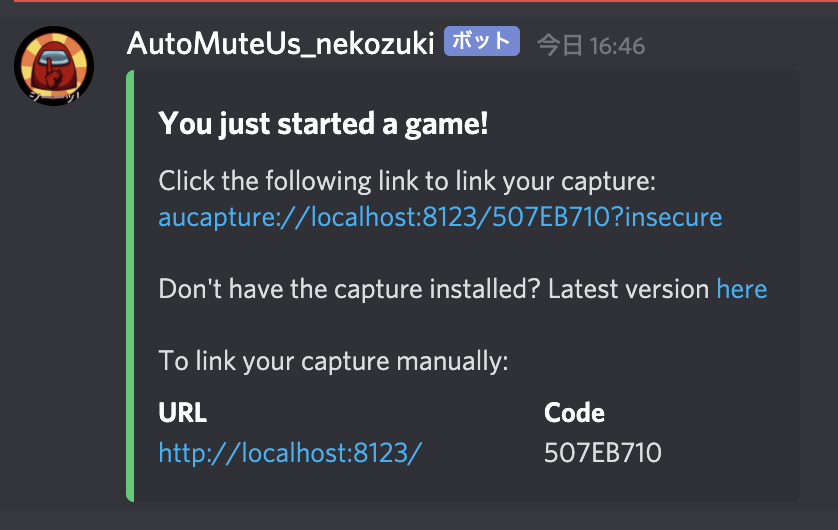 AutoMuteUs_nekozuki ボット 今日 16:46
You just started a game!
Click the following link to link your capture:
aucapture://localhost:8123/507EB710?insecure
Don't have the capture installed? Latest version here
To link your capture manually:
URL Code
http://localhost:8123/ 507EB710